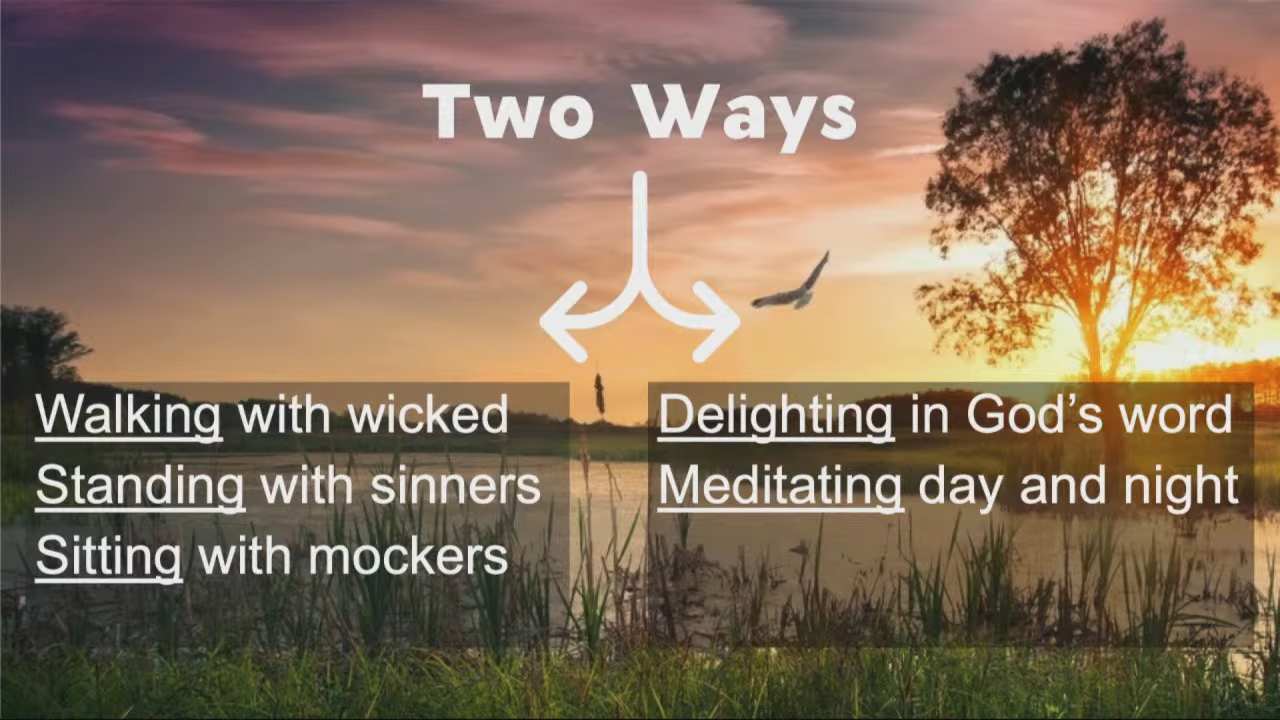 Two Ways
Walking with wicked
Standing with sinners
Sitting with mockers
Delighting in God’s word
Meditating day and night